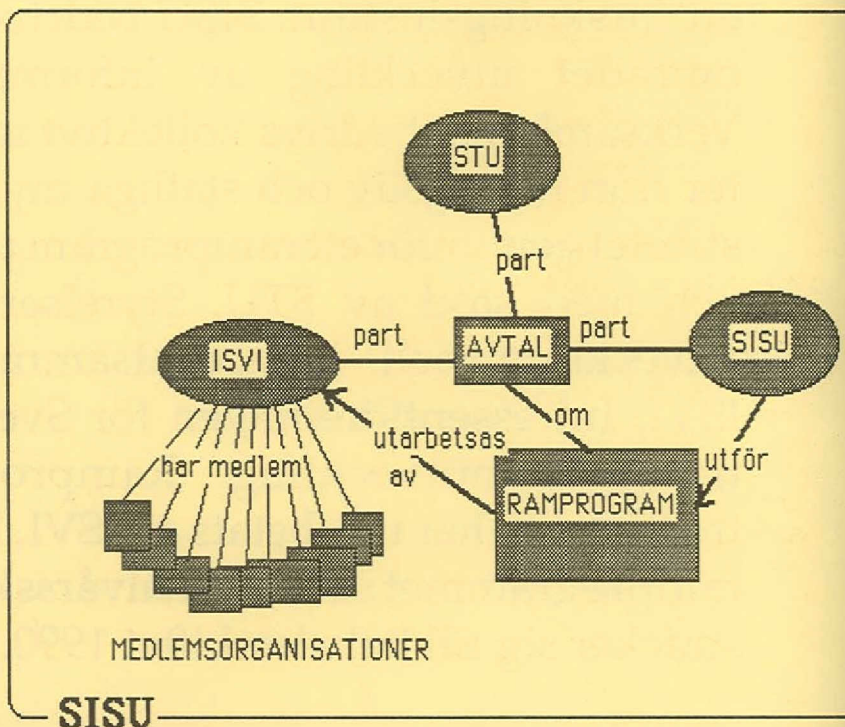 STU
part
ISVI
part
AVTAL
part
SISU
om
utarbetsas
av
utför
har medlem
RAMPROGRAM
MEDLEMSORGANISATIONER
SISU